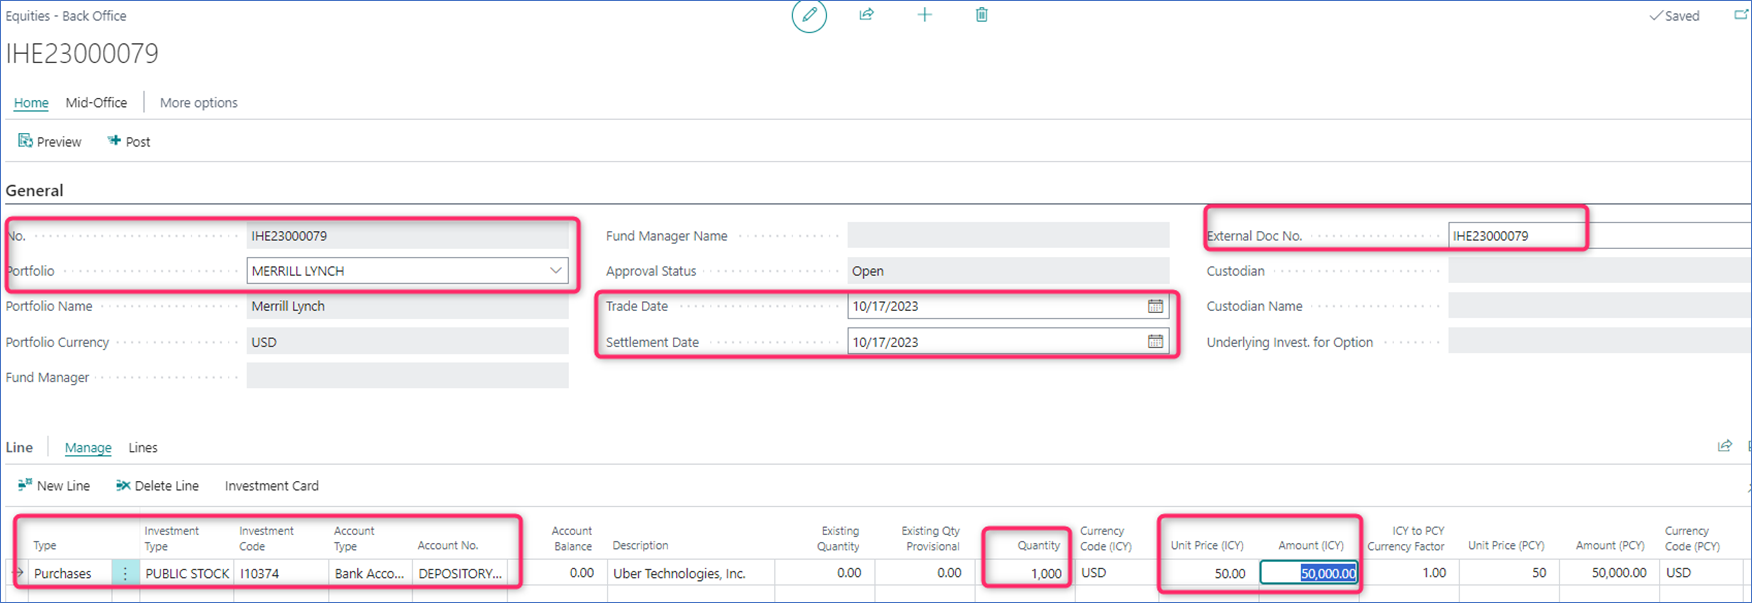 Equities - Back Office
Saved
IHE23000079
Home Mid-Office More options
Preview Post
General
No. IHE23000079 Fund Manager Name External Doc No. IHE23000079
Portfolio MERRILL LYNCH Approval Status Open Custodian
Portfolio Name Merrill Lynch Trade Date 10/17/2023 Custodian Name
Portfolio Currency USD Settlement Date 10/17/2023 Underlying Invest. for Option
Fund Manager
Line Manage Lines
New Line Delete Line Investment Card
Type Investment Type Investment Code Account Type Account No. Account Balance Description Existing Quantity Existing Qty Provisional Quantity Currency Code (ICY) Unit Price (ICY) Amount (ICY) ICY to PCY Currency Factor Unit Price (PCY) Amount (PCY) Currency Code (PCY)
Purchases PUBLIC STOCK I10374 Bank Acco... DEPOSITORY... 0.00 Uber Technologies, Inc. 0.00 0.00 1,000 USD 50.00 50,000.00 1.00 50 50,000.00 USD